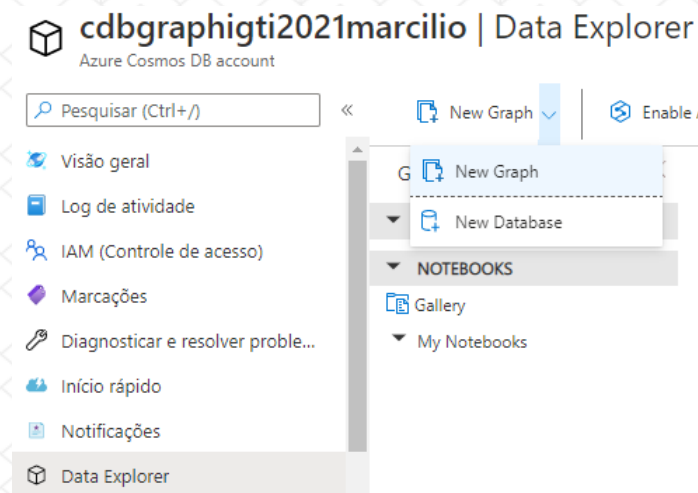 cdbgraphigti2021marcilio | Data Explorer
Azure Cosmos DB account
Pesquisar (Ctrl+/)
«
Visão geral
Log de atividade
IAM (Controle de acesso)
Marcações
Diagnosticar e resolver proble...
Início rápido
Notificações
Data Explorer
New Graph
Enable
G
New Graph
New Database
NOTEBOOKS
Gallery
My Notebooks